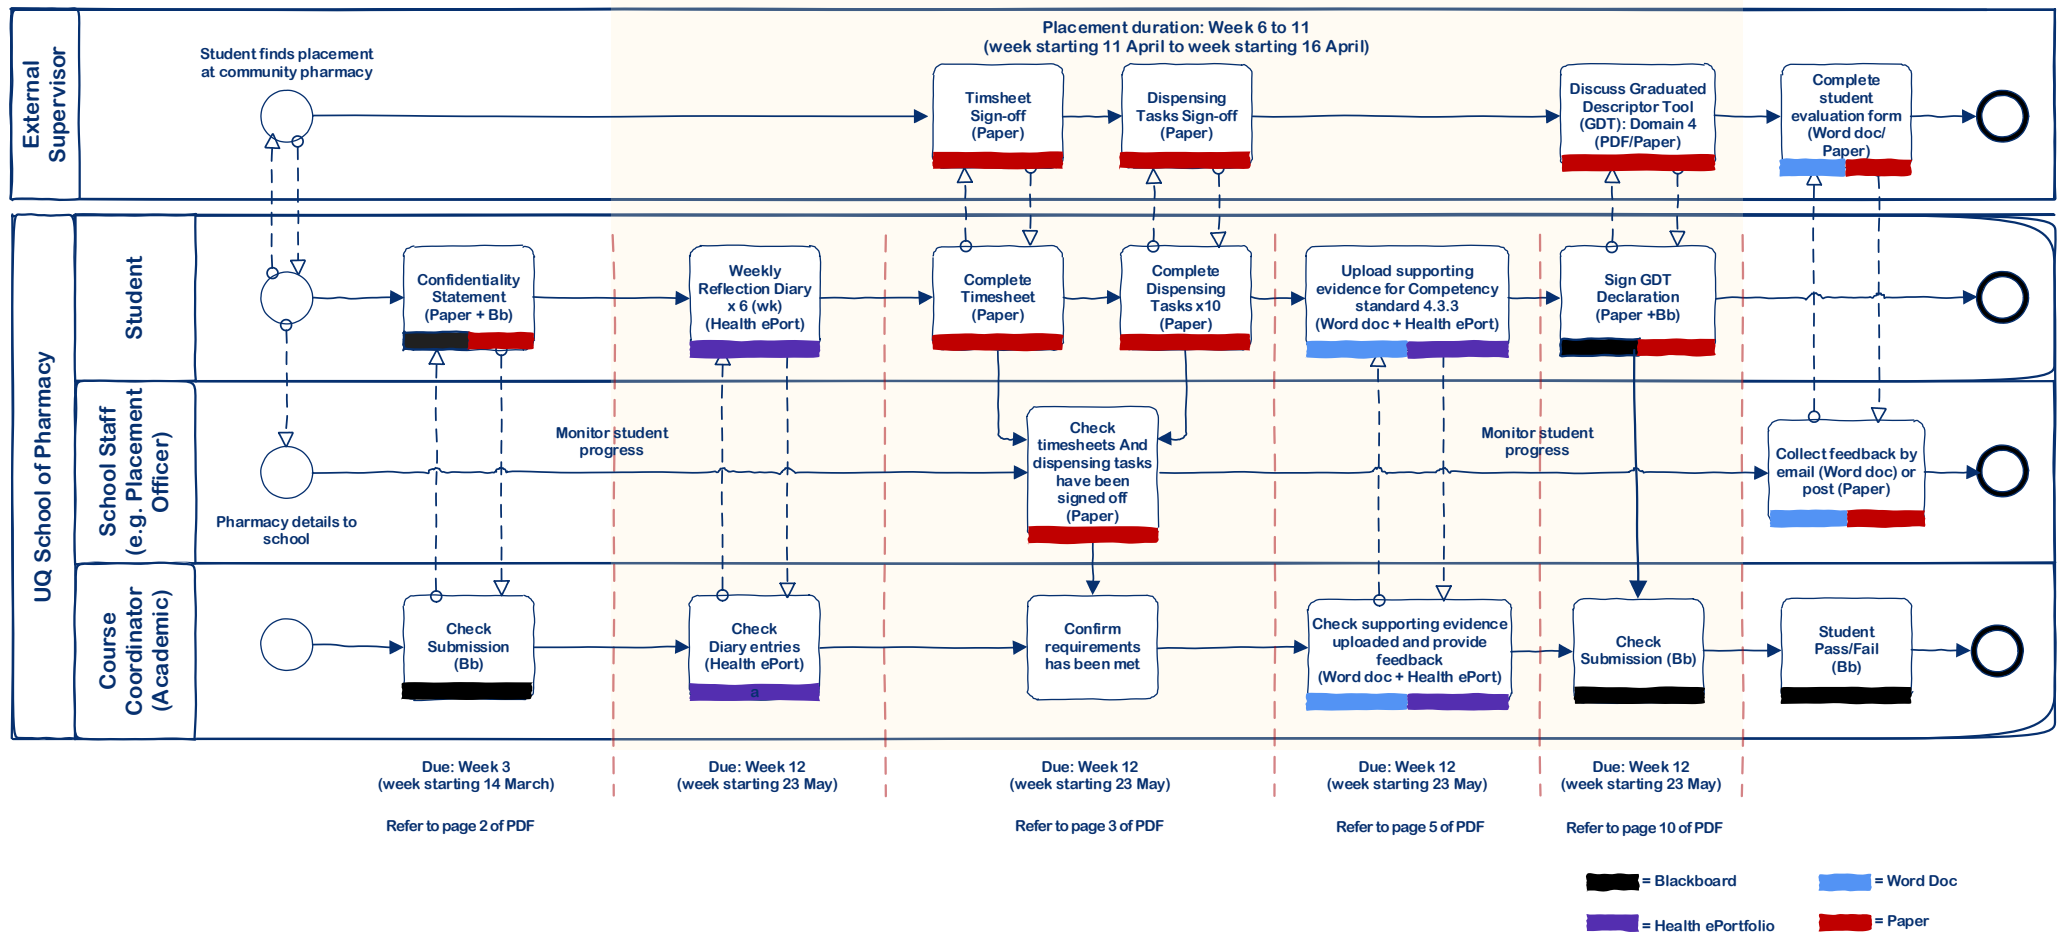 Placement duration: Week 6 to 11
(week starting 11 April to week starting 16 April)
External
Supervisor
Student finds placement
at community pharmacy
Timsheet
Sign-off
(Paper)
Dispensing
Tasks Sign-off
(Paper)
Discuss Graduated
Descriptor Tool
(GDT): Domain 4
(PDF/Paper)
Complete
student
evaluation form
(Word doc/
Paper)
UQ School of Pharmacy
Student
Confidentiality
Statement
(Paper + Bb)
Weekly
Reflection Diary
x 6 (wk)
(Health ePort)
Complete
Timesheet
(Paper)
Complete
Dispensing
Tasks x10
(Paper)
Upload supporting
evidence for Competency
standard 4.3.3
(Word doc + Health ePort)
Sign GDT
Declaration
(Paper +Bb)
School Staff
(e.g. Placement
Officer)
Pharmacy details to
school
Monitor student
progress
Check
timesheets And
dispensing tasks
have been
signed off
(Paper)
Monitor student
progress
Collect feedback by
email (Word doc) or
post (Paper)
Course
Coordinator
(Academic)
Check
Submission
(Bb)
Check
Diary entries
(Health ePort)
a
Confirm
requirements
has been met
Check supporting evidence
uploaded and provide
feedback
(Word doc + Health ePort)
Check
Submission (Bb)
Student
Pass/Fail
(Bb)
Due: Week 3
(week starting 14 March)
Refer to page 2 of PDF
Due: Week 12
(week starting 23 May)
Due: Week 12
(week starting 23 May)
Refer to page 3 of PDF
Due: Week 12
(week starting 23 May)
Refer to page 5 of PDF
Due: Week 12
(week starting 23 May)
Refer to page 10 of PDF
= Blackboard
= Word Doc
= Health ePortfolio
= Paper